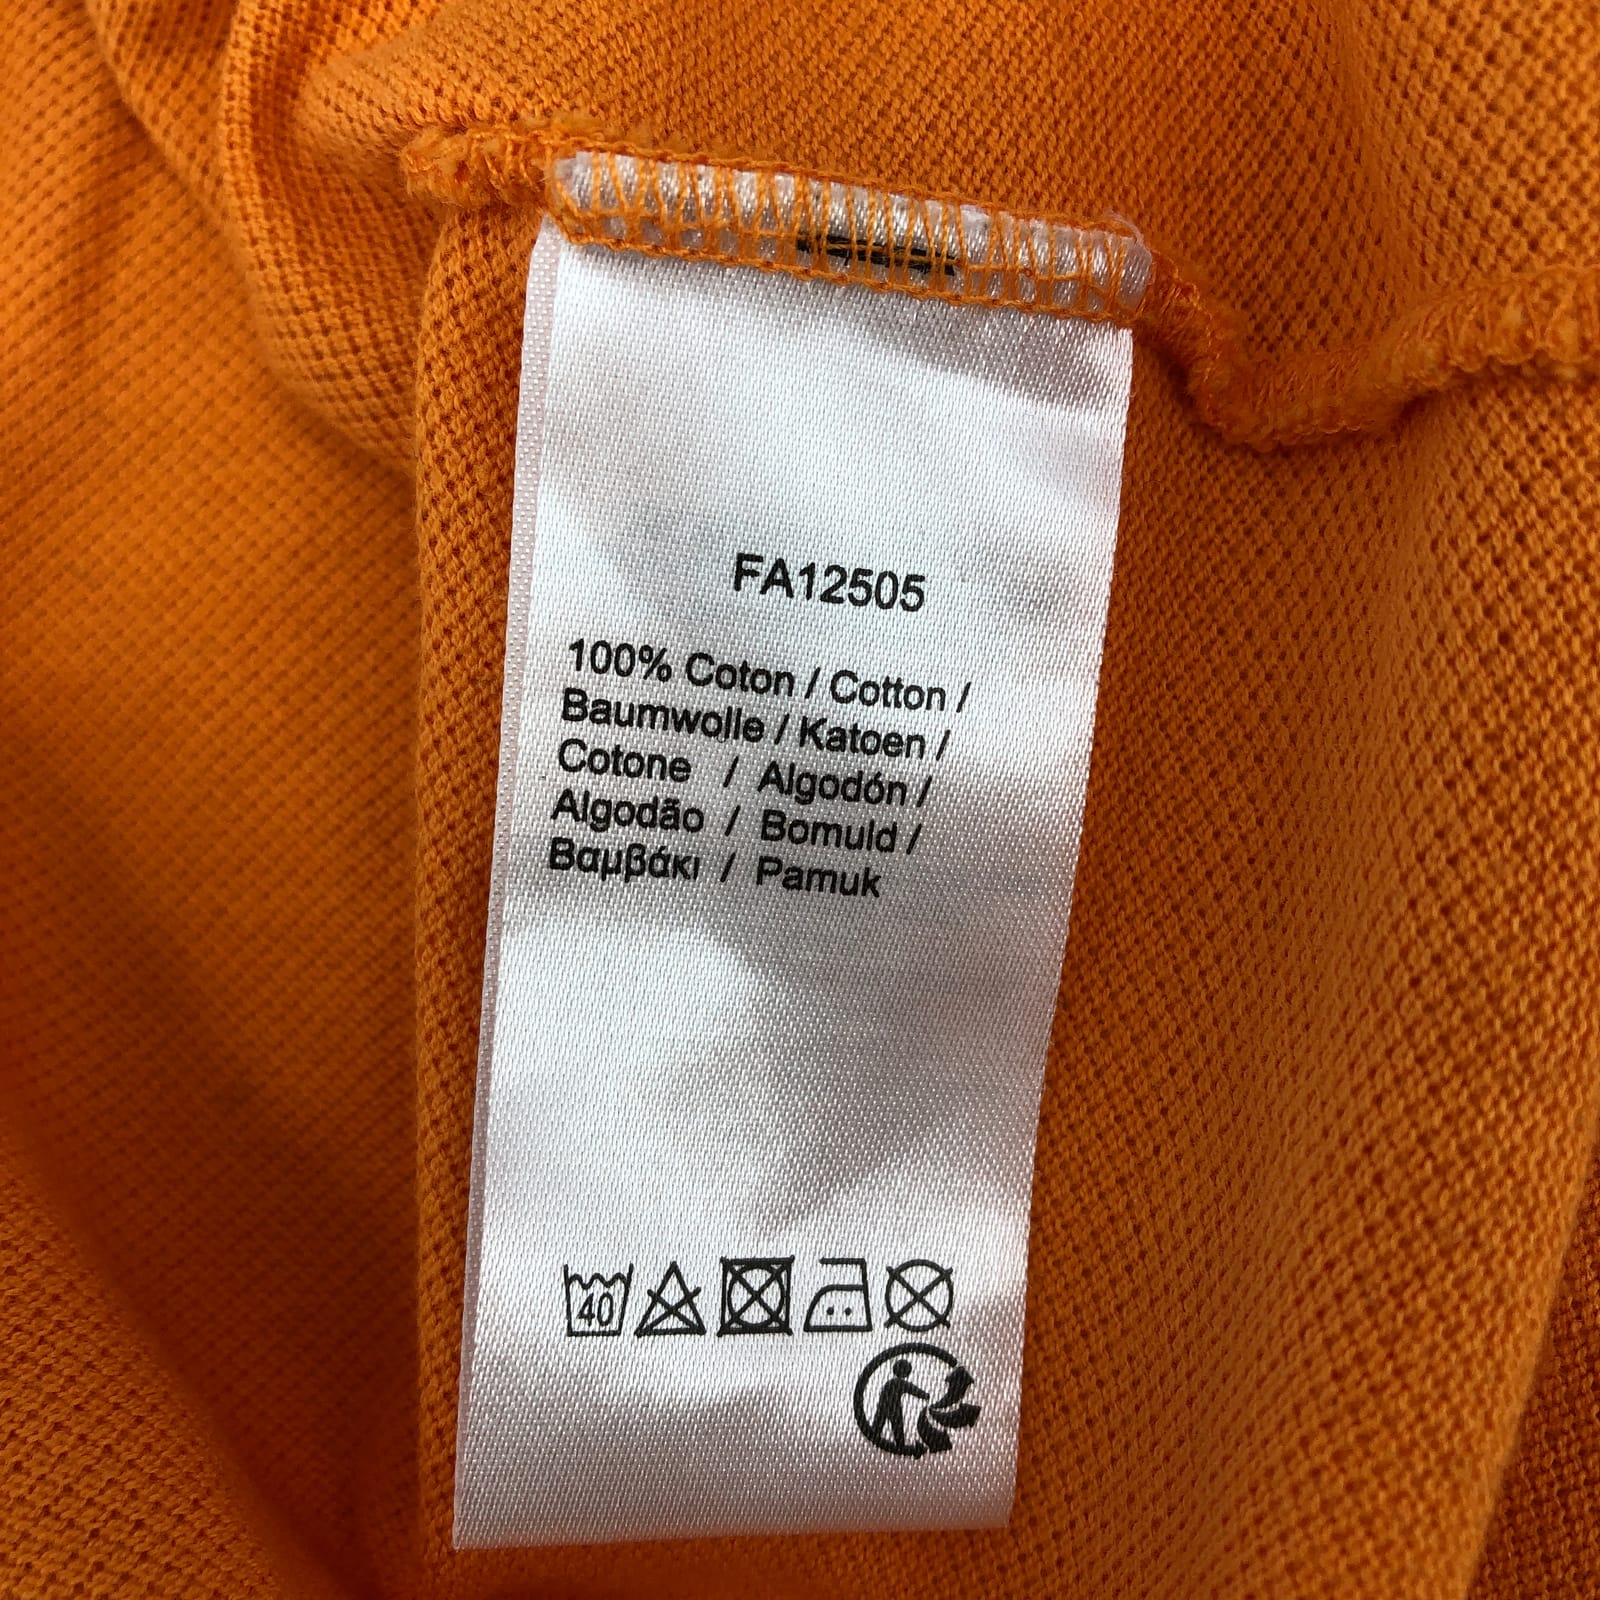 FA12505
100% Coton / Cotton /
Baumwolle / Katoen /
Cotone / Algodón /
Algodão / Bomuld /
Βαμβάκι / Pamuk
40